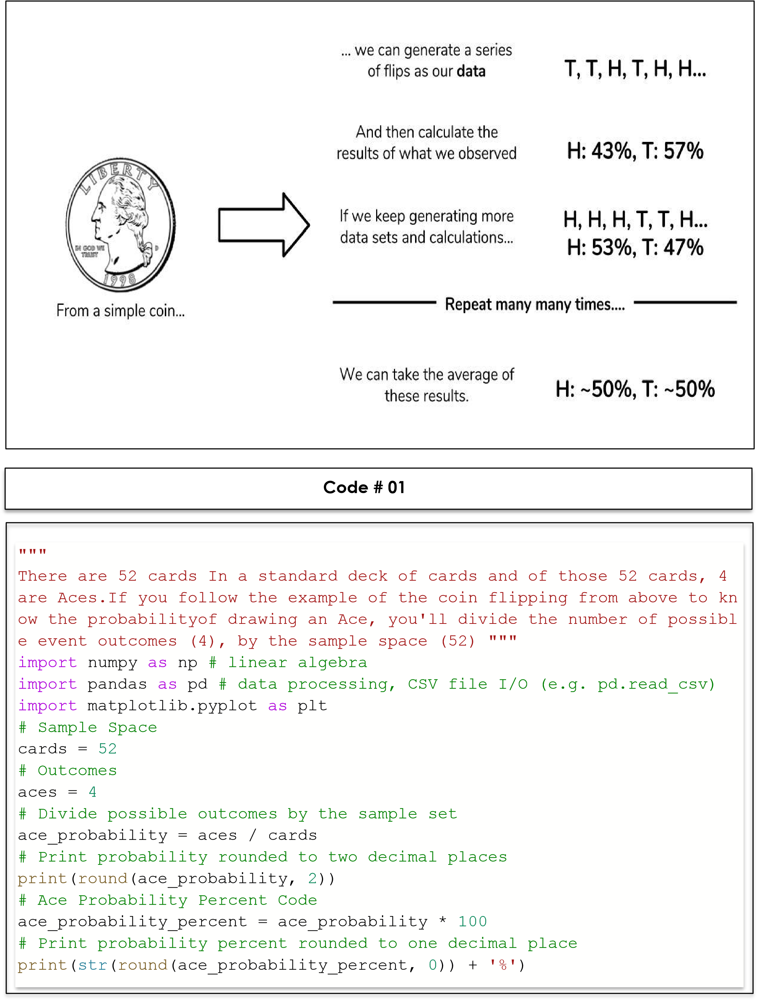 ... we can generate a series
of flips as our data
T, T, H, T, H, H...
And then calculate the
results of what we observed
H: 43%, T: 57%
LIBERTY
IN GOD WE
TRUST
D
1998
From a simple coin...
If we keep generating more
data sets and calculations...
H, H, H, T, T, H...
H: 53%, T: 47%
Repeat many many times....
We can take the average of
these results.
H: ~50%, T: ~50%
Code # 01
"""
There are 52 cards In a standard deck of cards and of those 52 cards, 4
are Aces.If you follow the example of the coin flipping from above to kn
ow the probabilityof drawing an Ace, you'll divide the number of possibl
e event outcomes (4), by the sample space (52) """
import numpy as np # linear algebra
import pandas as pd # data processing, CSV file I/O (e.g. pd.read_csv)
import matplotlib.pyplot as plt
# Sample Space
cards = 52
# Outcomes
aces = 4
# Divide possible outcomes by the sample set
ace_probability = aces / cards
# Print probability rounded to two decimal places
print(round(ace_probability, 2))
# Ace Probability Percent Code
ace_probability_percent = ace_probability * 100
# Print probability percent rounded to one decimal place
print(str(round(ace_probability_percent, 0)) + '%')